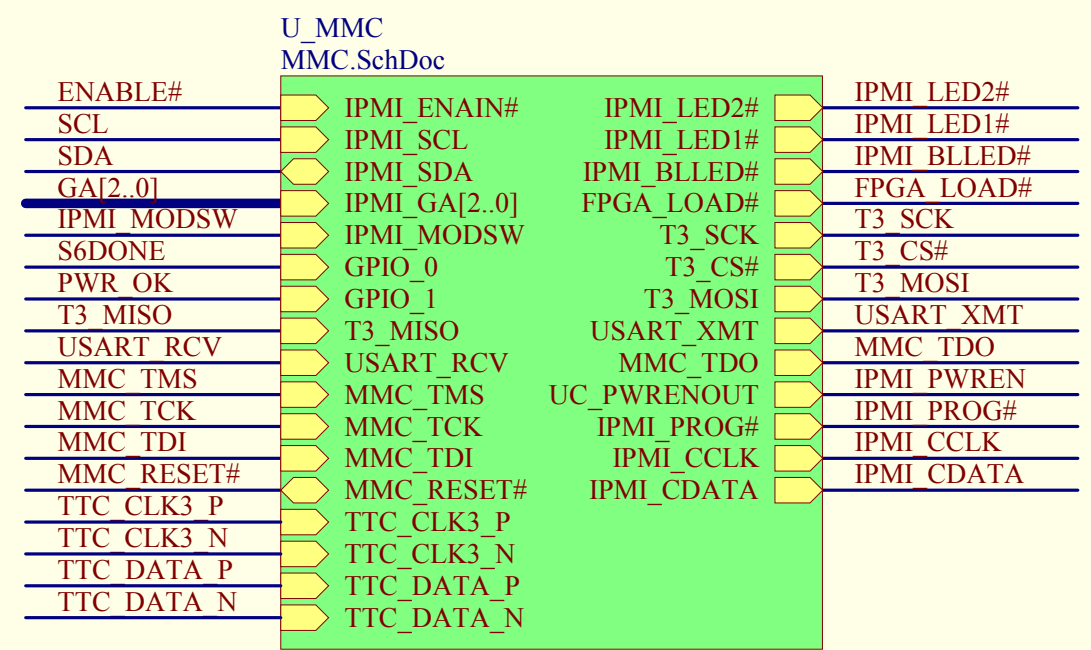 U_MMC
MMC.SchDoc
ENABLE# IPMI_ENAIN# IPMI_LED2# IPMI_LED2#
SCL IPMI_SCL IPMI_LED1# IPMI_LED1#
SDA IPMI_SDA IPMI_BLLED# IPMI_BLLED#
GA[2..0] IPMI_GA[2..0] FPGA_LOAD# FPGA_LOAD#
IPMI_MODSW IPMI_MODSW T3_SCK T3_SCK
S6DONE GPIO_0 T3_CS# T3_CS#
PWR_OK GPIO_1 T3_MOSI T3_MOSI
T3_MISO T3_MISO USART_XMT USART_XMT
USART_RCV USART_RCV MMC_TDO MMC_TDO
MMC_TMS MMC_TMS UC_PWRENOUT IPMI_PWREN
MMC_TCK MMC_TCK IPMI_PROG# IPMI_PROG#
MMC_TDI MMC_TDI IPMI_CCLK IPMI_CCLK
MMC_RESET# MMC_RESET# IPMI_CDATA IPMI_CDATA
TTC_CLK3_P TTC_CLK3_P
TTC_CLK3_N TTC_CLK3_N
TTC_DATA_P TTC_DATA_P
TTC_DATA_N TTC_DATA_N